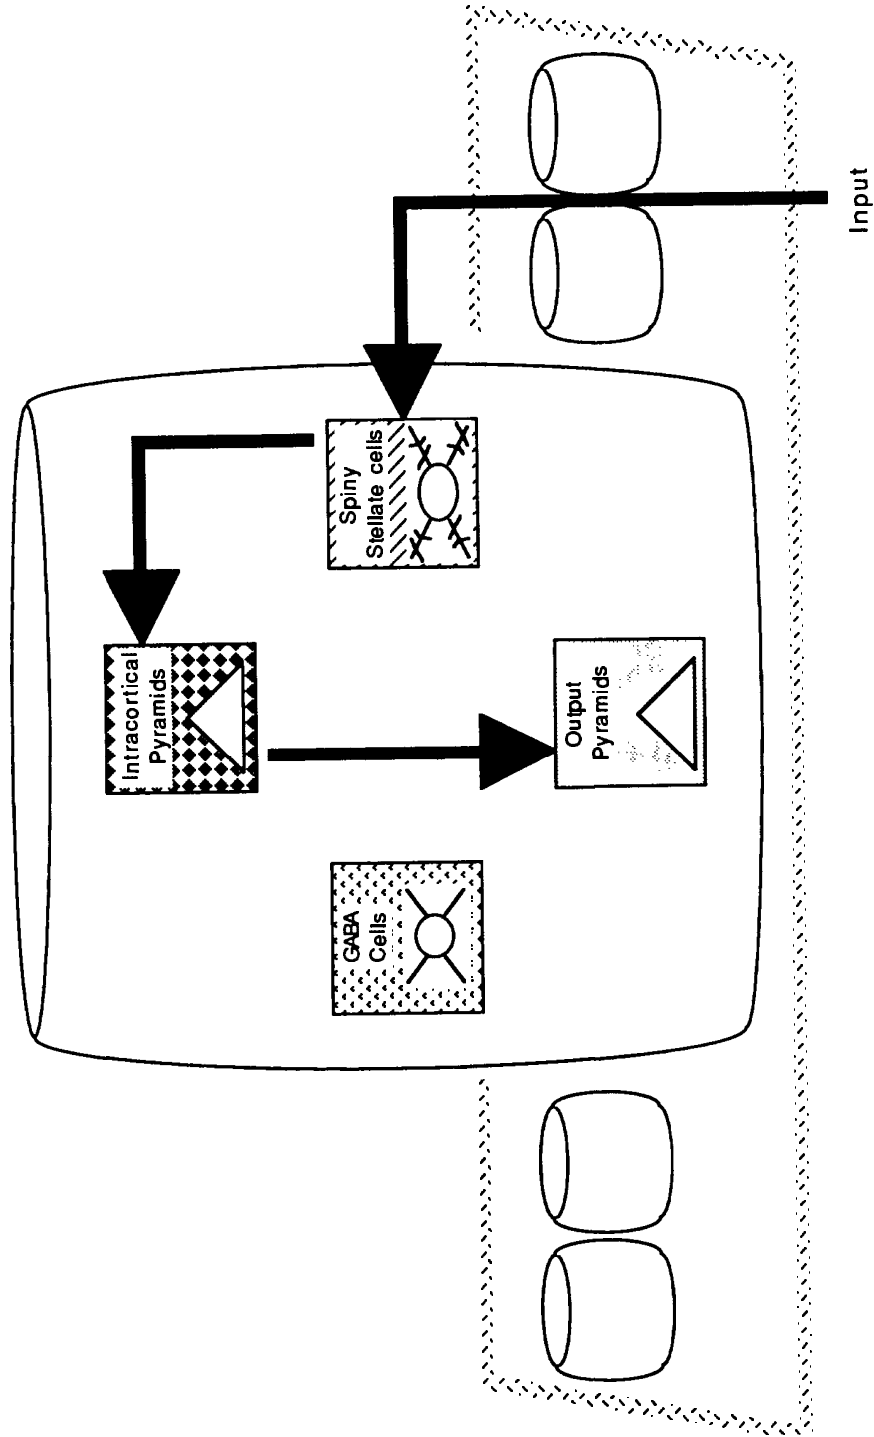 Input
Spiny
Stellate cells
Intracortical
Pyramids
Output
Pyramids
GABA
Cells